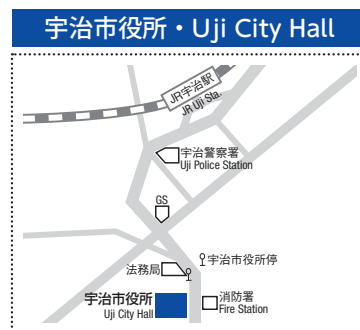 宇治市役所・Uji City Hall
JR宇治駅
JR Uji Sta.
宇治警察署
Uji Police Station
GS
宇治市役所停
法務局
宇治市役所
Uji City Hall
消防署
Fire Station